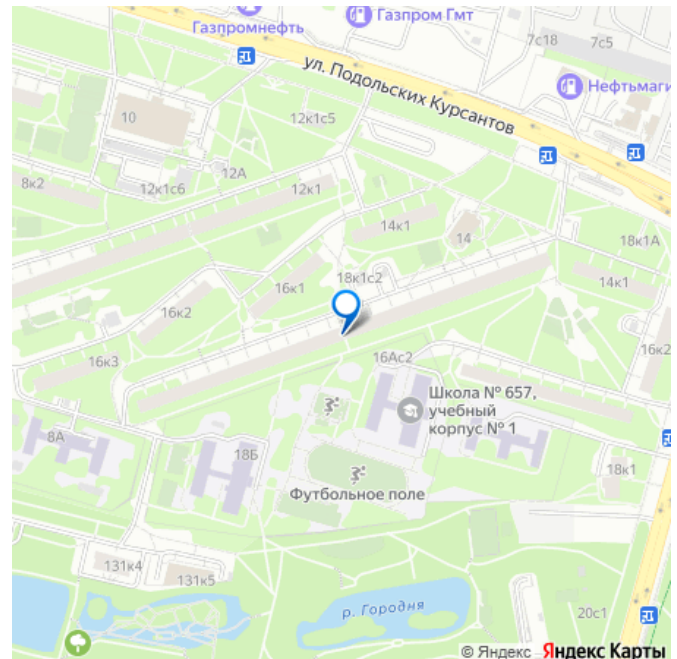 Газпромнефть
Газпром Гмт
7с18
7с5
Нефтьмаги
ул. Подольских Курсантов
10
12к1с5
12А
8к2
12к1с6
12к1
14к1
14
18к1А
18к1с2
14к1
16к1
16к2
16к2
16к3
16Ас2
Школа № 657,
учебный
корпус № 1
8А
18Б
18к1
Футбольное поле
131к4
131к5
р. Городня
20с1
© Яндекс Яндекс Карты